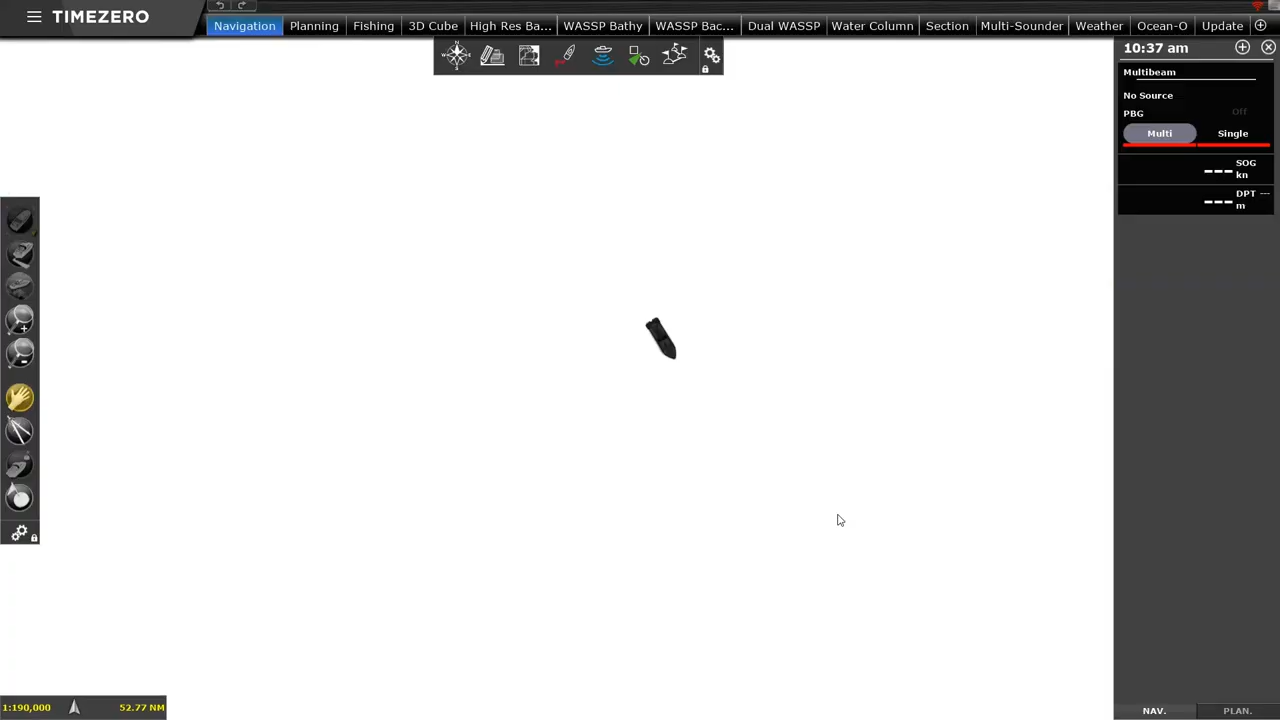 TIMEZERO
Navigation Planning Fishing 3D Cube High Res Ba... WASSP Bathy WASSP Bac... Dual WASSP Water Column Section Multi-Sounder Weather Ocean-O Update
10:37 am
Multibeam
No Source
PBG Off
Multi Single
--- SOG kn
--- DPT --- m
1:190,000 52.77 NM
NAV. PLAN.